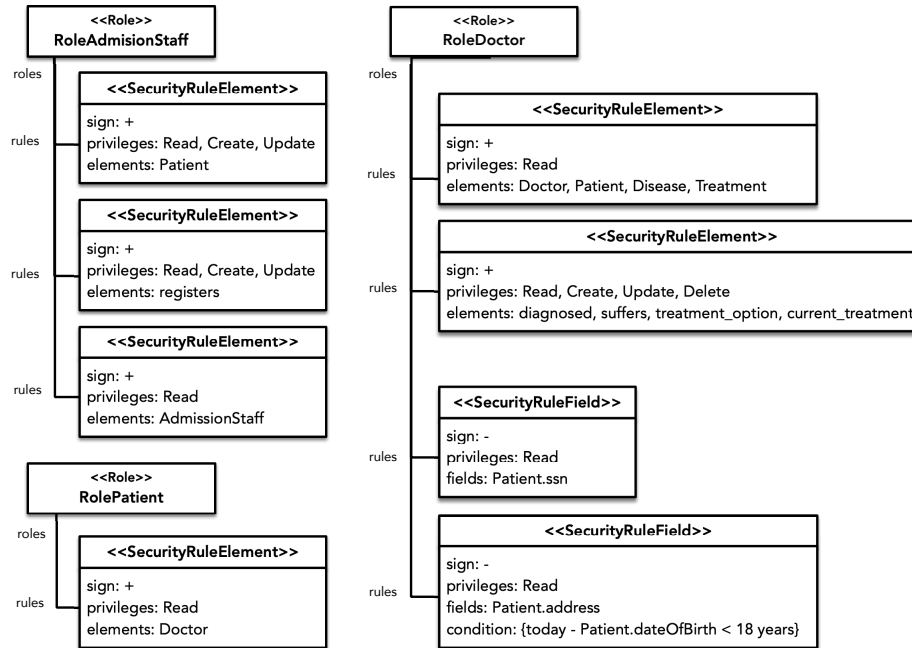 <<Role>>
RoleAdmisionStaff
roles
<<SecurityRuleElement>>
sign: +
rules
privileges: Read, Create, Update
elements: Patient
<<SecurityRuleElement>>
sign: +
rules
privileges: Read, Create, Update
elements: registers
<<SecurityRuleElement>>
sign: +
rules
privileges: Read
elements: AdmissionStaff
<<Role>>
RolePatient
roles
<<SecurityRuleElement>>
sign: +
rules
privileges: Read
elements: Doctor
<<Role>>
RoleDoctor
roles
<<SecurityRuleElement>>
sign: +
privileges: Read
rules
elements: Doctor, Patient, Disease, Treatment
<<SecurityRuleElement>>
sign: +
rules
privileges: Read, Create, Update, Delete
elements: diagnosed, suffers, treatment_option, current_treatment
<<SecurityRuleField>>
sign: -
rules
privileges: Read
fields: Patient.ssn
<<SecurityRuleField>>
sign: -
privileges: Read
rules
fields: Patient.address
condition: {today - Patient.dateOfBirth < 18 years}